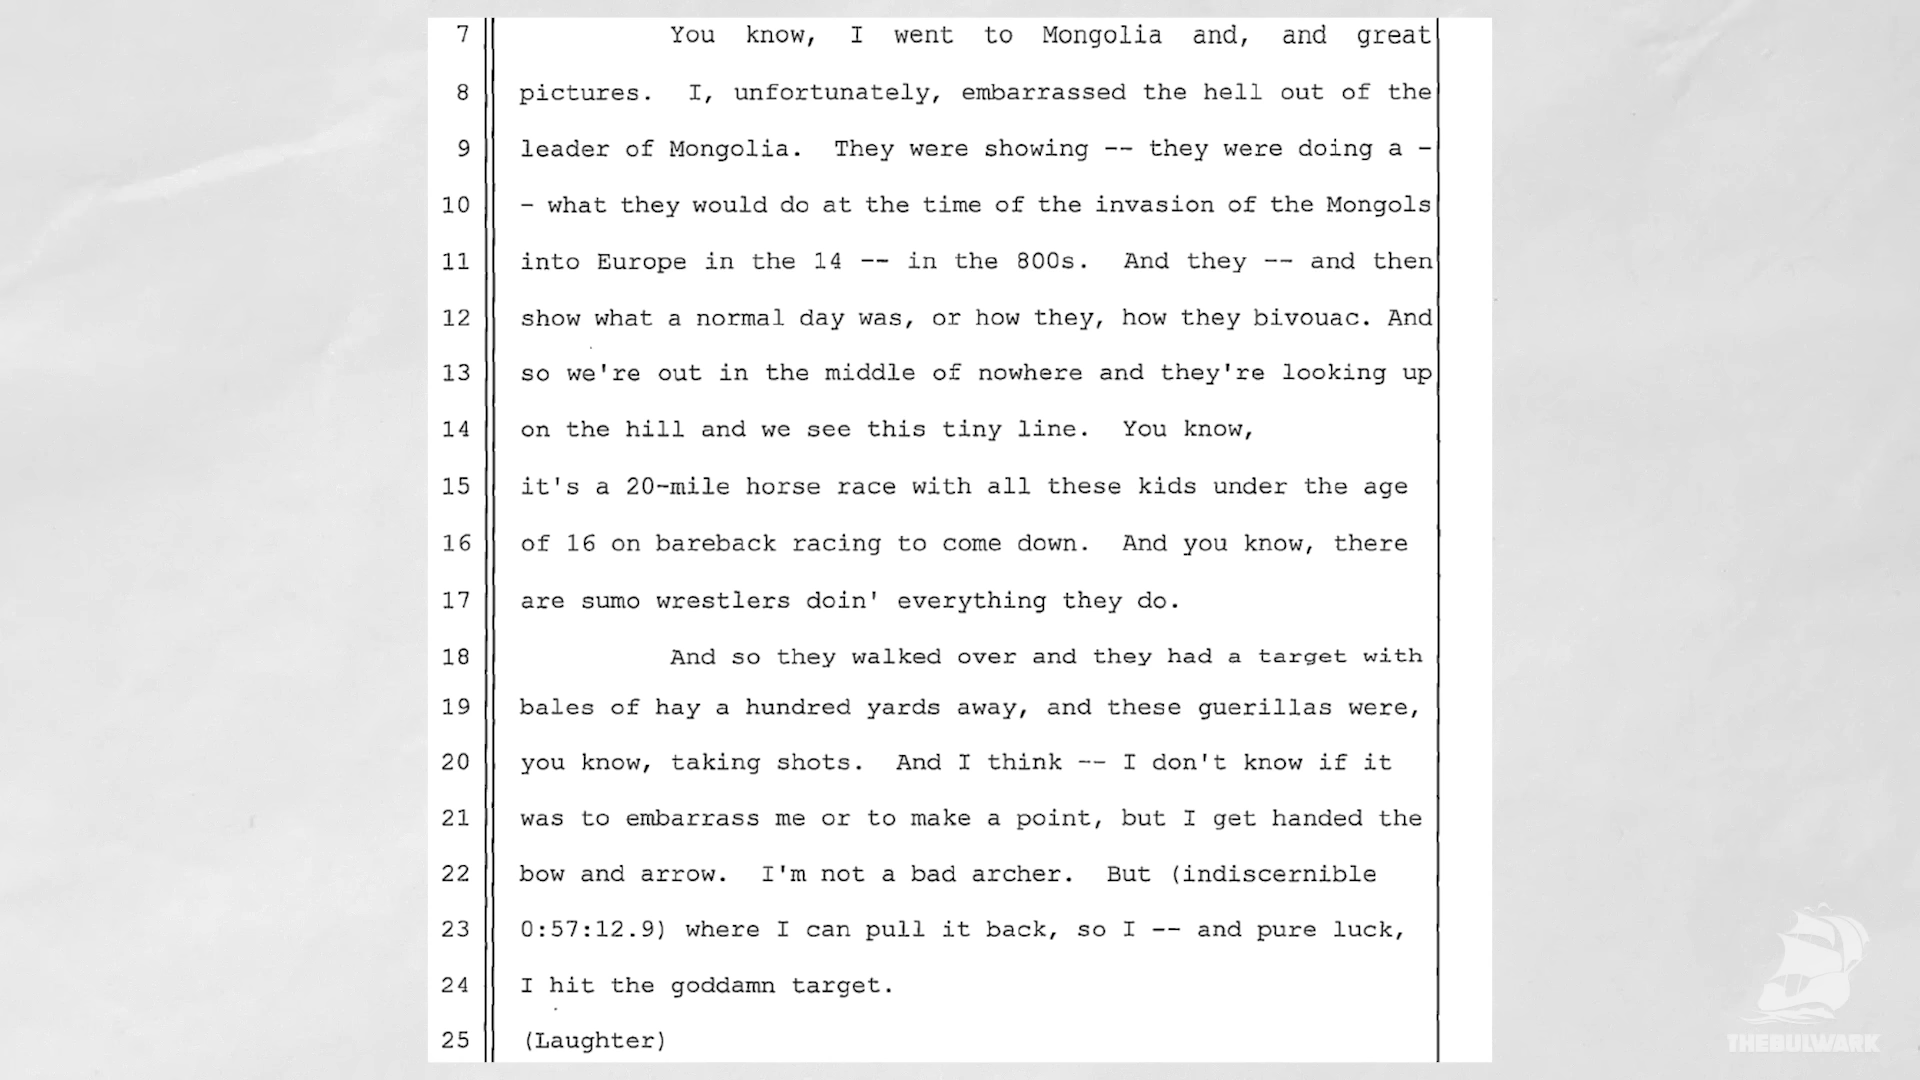 7 You know, I went to Mongolia and, and great
8 pictures. I, unfortunately, embarrassed the hell out of the
9 leader of Mongolia. They were showing -- they were doing a -
10 - what they would do at the time of the invasion of the Mongols
11 into Europe in the 14 -- in the 800s. And they -- and then
12 show what a normal day was, or how they, how they bivouac. And
13 so we're out in the middle of nowhere and they're looking up
14 on the hill and we see this tiny line. You know,
15 it's a 20-mile horse race with all these kids under the age
16 of 16 on bareback racing to come down. And you know, there
17 are sumo wrestlers doin' everything they do.
18 And so they walked over and they had a target with
19 bales of hay a hundred yards away, and these guerillas were,
20 you know, taking shots. And I think -- I don't know if it
21 was to embarrass me or to make a point, but I get handed the
22 bow and arrow. I'm not a bad archer. But (indiscernible
23 0:57:12.9) where I can pull it back, so I -- and pure luck,
24 I hit the goddamn target.
25 (Laughter)
THEBULWARK